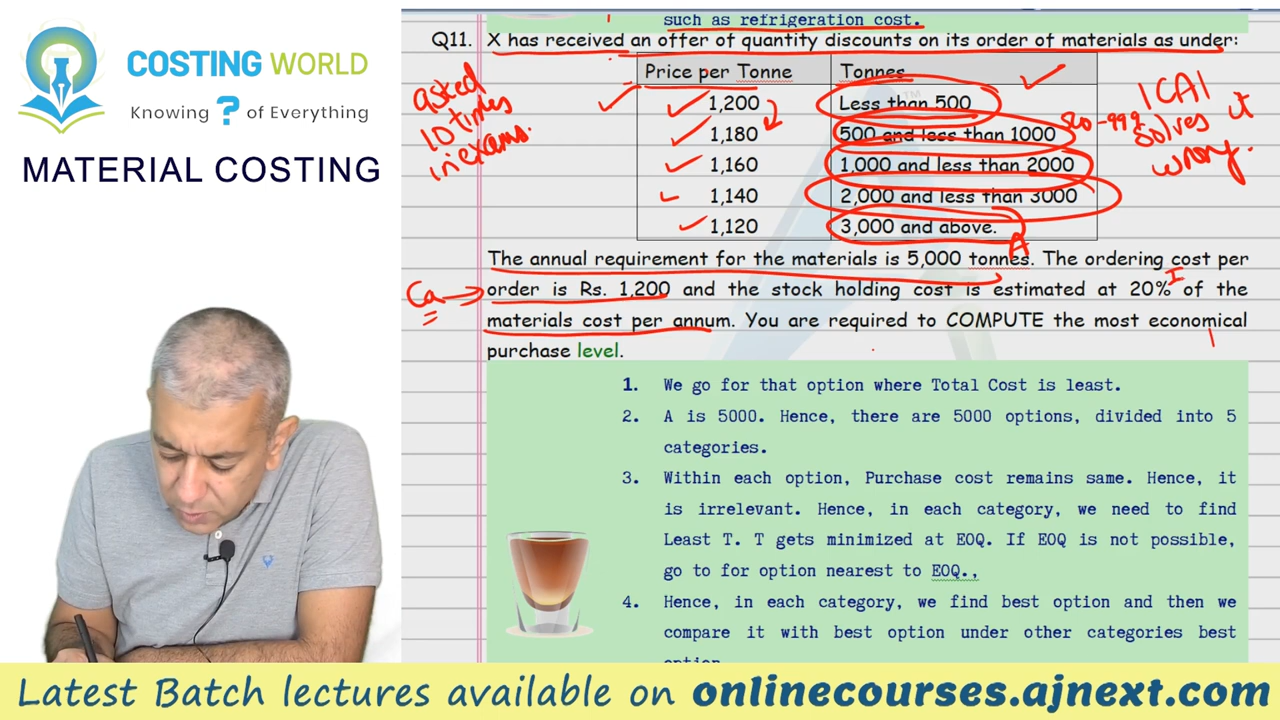 such as refrigeration cost.
Q11. X has received an offer of quantity discounts on its order of materials as under:
COSTING WORLD
Knowing ? of Everything
MATERIAL COSTING
asked
10 times
in exams.
Price per Tonne Tonnes
1,200 Less than 500
1,180 500 and less than 1000
1,160 1,000 and less than 2000
1,140 2,000 and less than 3000
1,120 3,000 and above.
500-999
ICAI
solves it
wrong.
A
The annual requirement for the materials is 5,000 tonnes. The ordering cost per
I
Ca → order is Rs. 1,200 and the stock holding cost is estimated at 20% of the
materials cost per annum. You are required to COMPUTE the most economical
purchase level.
1. We go for that option where Total Cost is least.
2. A is 5000. Hence, there are 5000 options, divided into 5
categories.
3. Within each option, Purchase cost remains same. Hence, it
is irrelevant. Hence, in each category, we need to find
Least T. T gets minimized at EOQ. If EOQ is not possible,
go to for option nearest to EOQ.,
4. Hence, in each category, we find best option and then we
compare it with best option under other categories best
option
Latest Batch lectures available on onlinecourses.ajnext.com